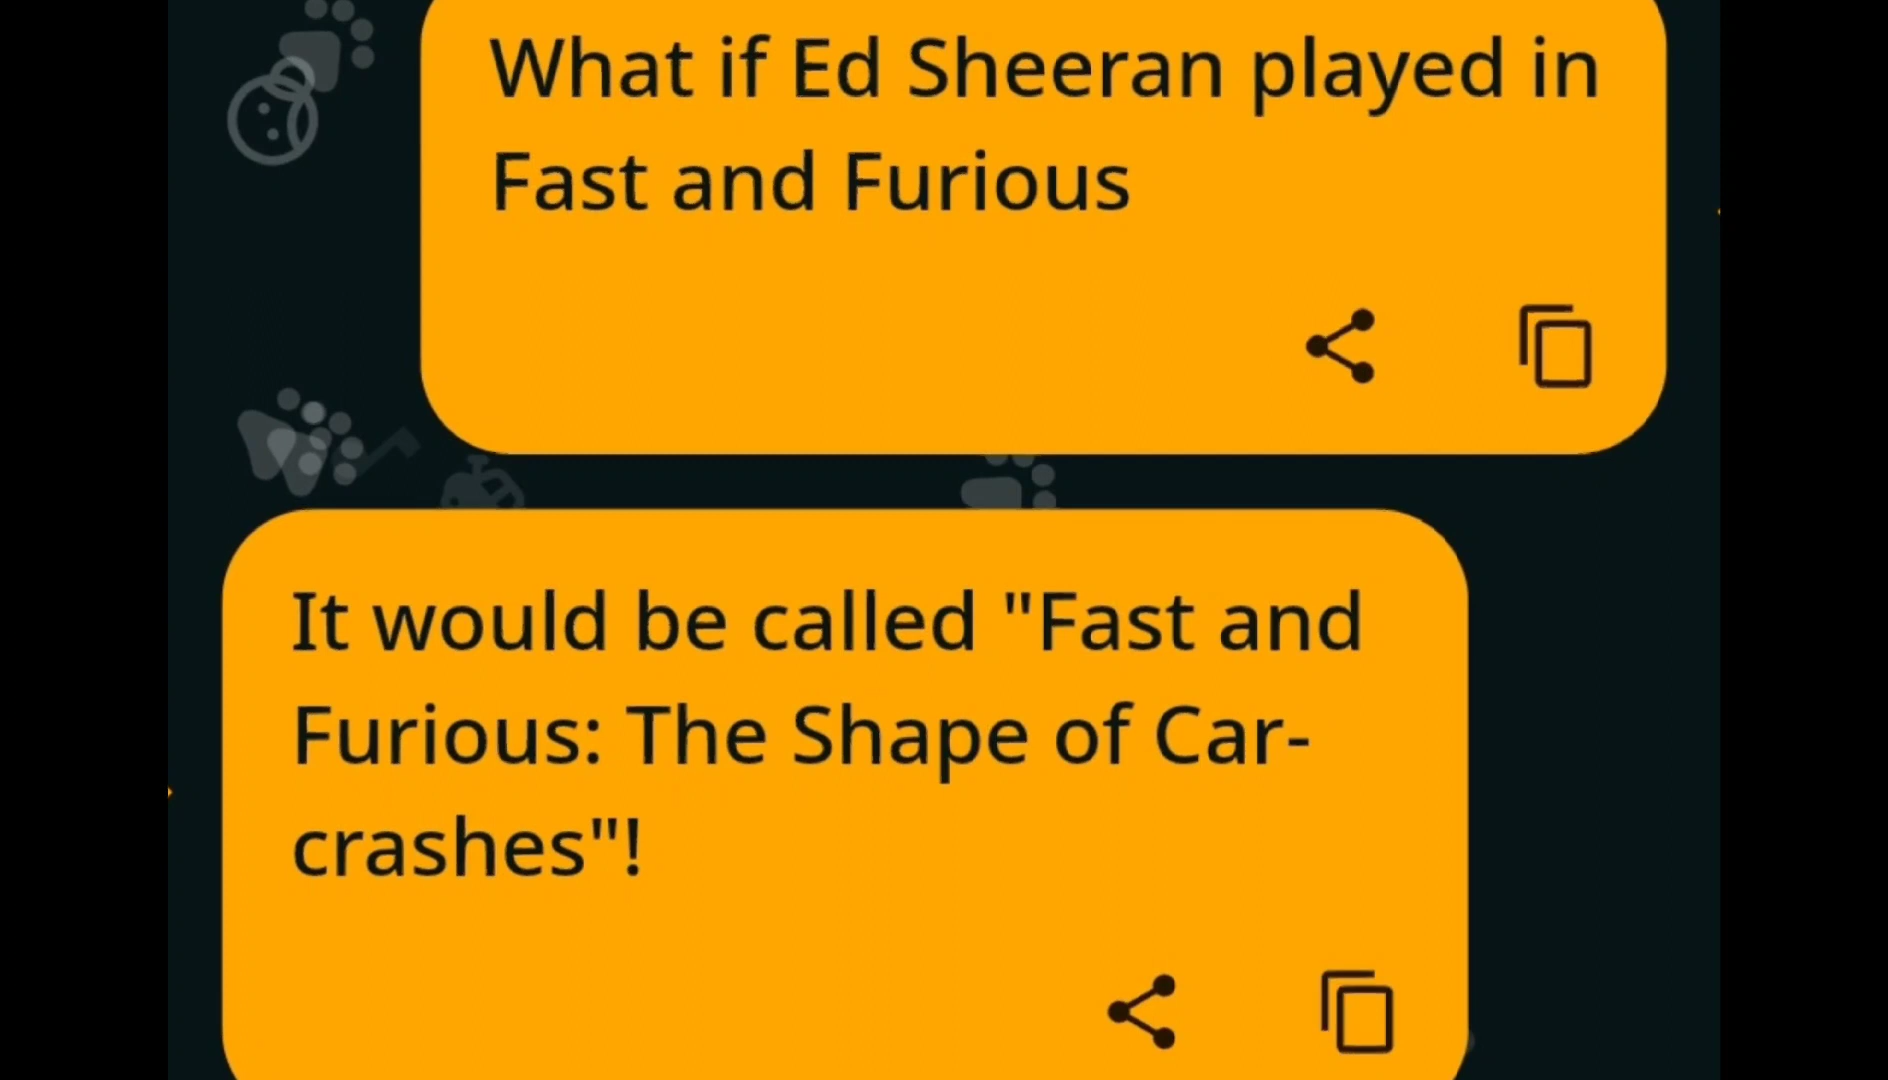 What if Ed Sheeran played in
Fast and Furious
It would be called "Fast and
Furious: The Shape of Car-
crashes"!